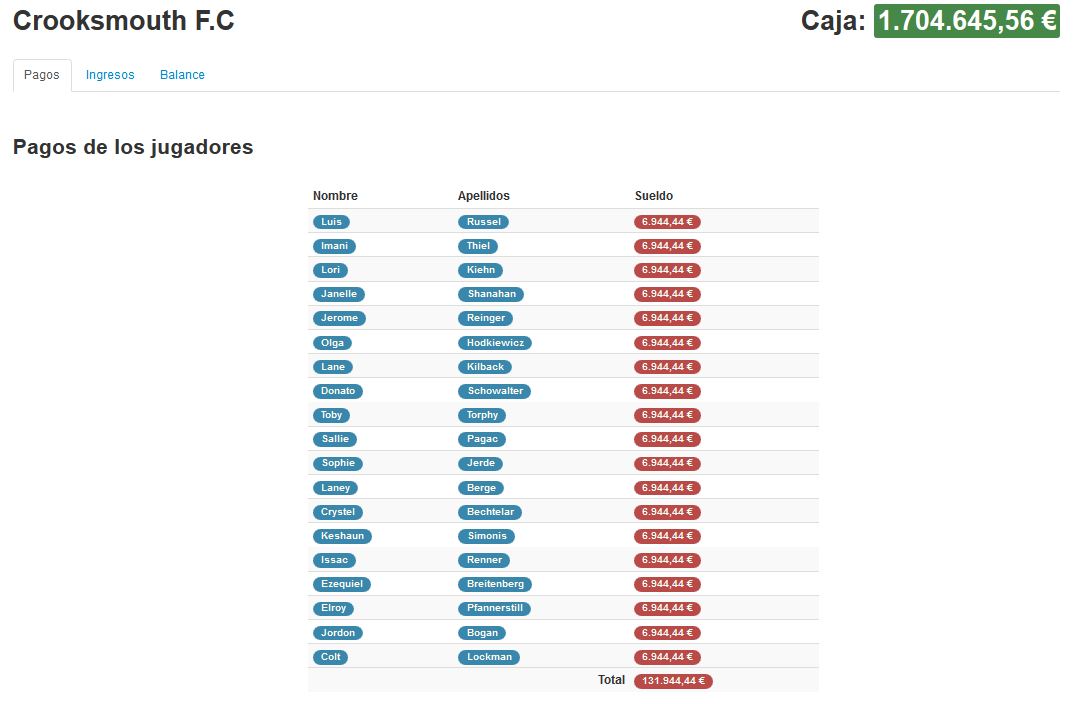 Crooksmouth F.C Caja: 1.704.645,56 €
Pagos Ingresos Balance
Pagos de los jugadores
Nombre Apellidos Sueldo
Luis Russel 6.944,44 €
Imani Thiel 6.944,44 €
Lori Kiehn 6.944,44 €
Janelle Shanahan 6.944,44 €
Jerome Reinger 6.944,44 €
Olga Hodkiewicz 6.944,44 €
Lane Kilback 6.944,44 €
Donato Schowalter 6.944,44 €
Toby Torphy 6.944,44 €
Sallie Pagac 6.944,44 €
Sophie Jerde 6.944,44 €
Laney Berge 6.944,44 €
Crystel Bechtelar 6.944,44 €
Keshaun Simonis 6.944,44 €
Issac Renner 6.944,44 €
Ezequiel Breitenberg 6.944,44 €
Elroy Pfannerstill 6.944,44 €
Jordon Bogan 6.944,44 €
Colt Lockman 6.944,44 €
Total 131.944,44 €